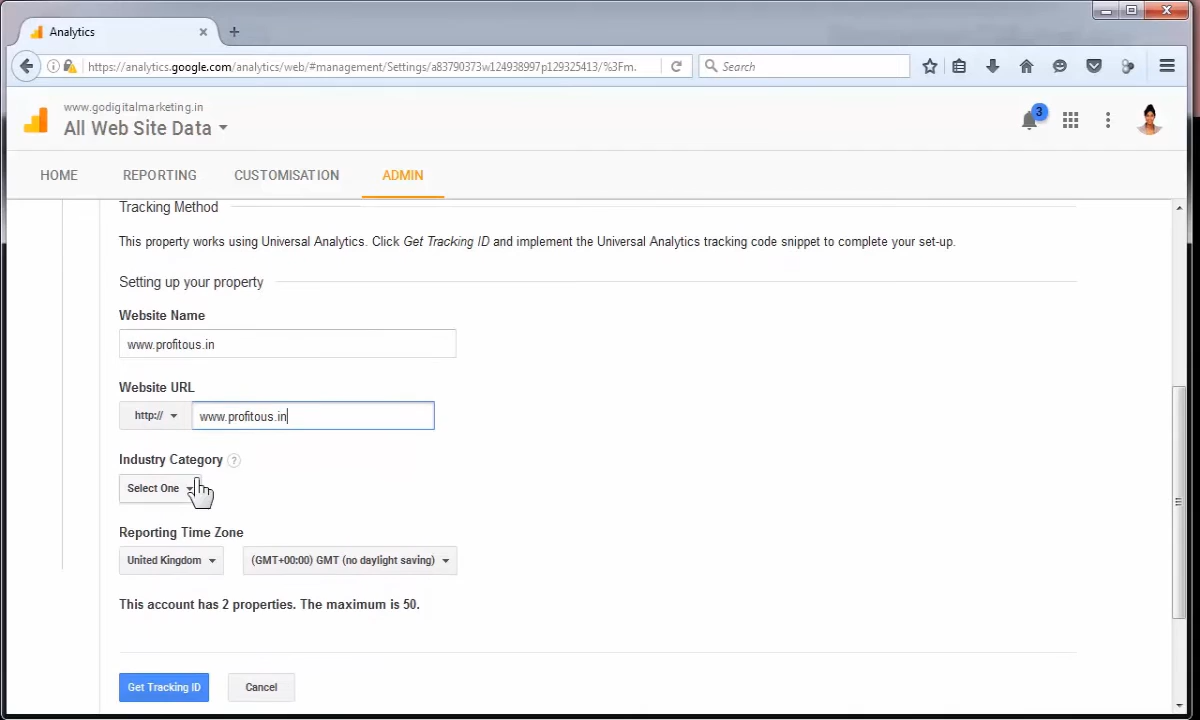 Analytics
https://analytics.google.com/analytics/web/#management/Settings/a83790373w124938997p129325413/%3Fm.
Search
www.godigitalmarketing.in
All Web Site Data
3
HOME REPORTING CUSTOMISATION ADMIN
Tracking Method
This property works using Universal Analytics. Click Get Tracking ID and implement the Universal Analytics tracking code snippet to complete your set-up.
Setting up your property
Website Name
www.profitous.in
Website URL
http:// www.profitous.in
Industry Category ?
Select One
Reporting Time Zone
United Kingdom (GMT+00:00) GMT (no daylight saving)
This account has 2 properties. The maximum is 50.
Get Tracking ID Cancel